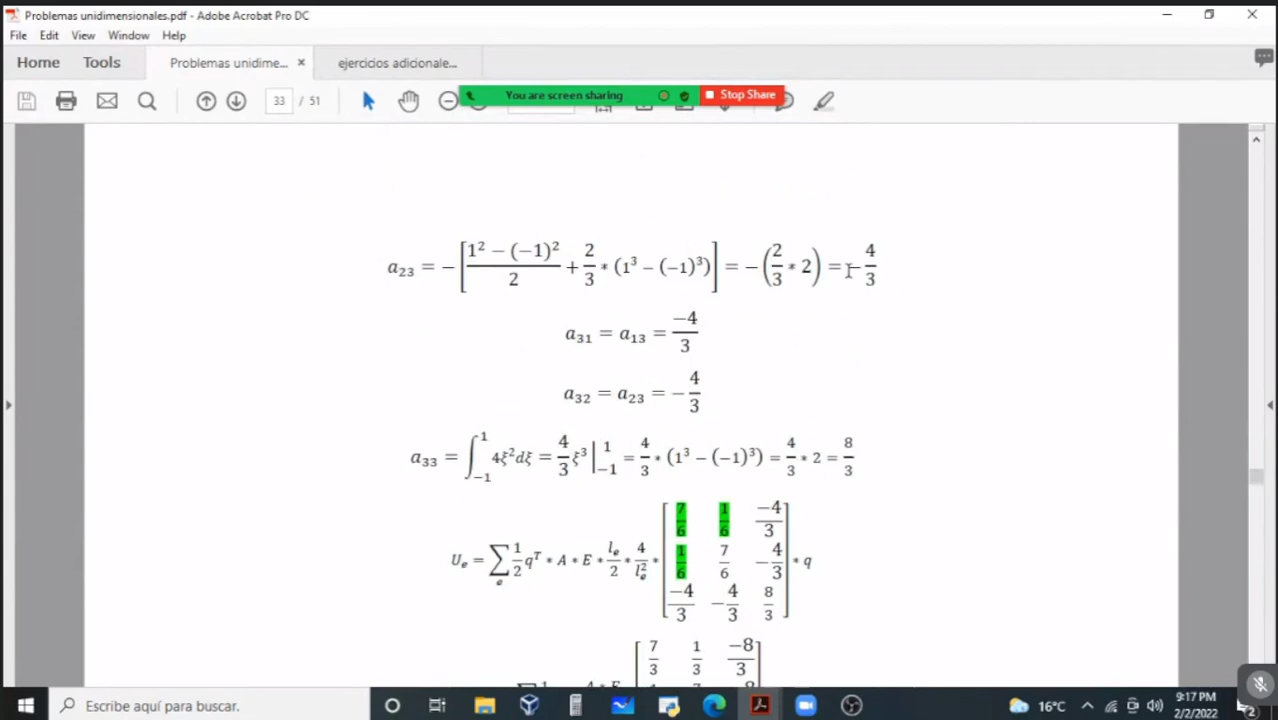 Problemas unidimensionales.pdf - Adobe Acrobat Pro DC
File Edit View Window Help
Home Tools Problemas unidime... × ejercicios adicionale...
33 / 51 You are screen sharing Stop Share
a₂₃ = − [ (1² − (−1)²)/2 + 2/3 * (1³ − (−1)³) ] = − (2/3 * 2) = − 4/3
a₃₁ = a₁₃ = −4/3
a₃₂ = a₂₃ = − 4/3
a₃₃ = ∫₋₁¹ 4ξ²dξ = 4/3 ξ³ |₋₁¹ = 4/3 * (1³ − (−1)³) = 4/3 * 2 = 8/3
Uₑ = ∑ₑ 1/2 qᵀ * A * E * lₑ/2 * 4/lₑ² * [ 7/6 1/6 −4/3
1/6 7/6 − 4/3
−4/3 − 4/3 8/3 ] * q
7/3 1/3 −8/3
Escribe aquí para buscar. 16°C 9:17 PM
2/2/2022 2